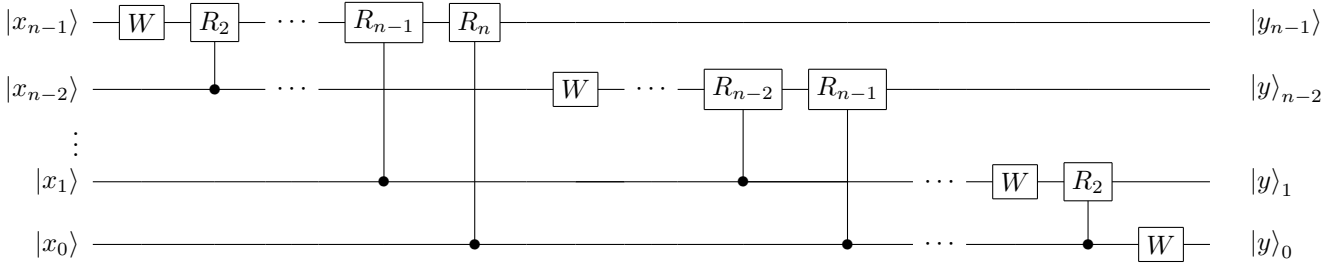 |x_{n−1}⟩ W R_2 ⋯ R_{n−1} R_n |y_{n−1}⟩
|x_{n−2}⟩ ⋯ W ⋯ R_{n−2} R_{n−1} |y⟩_{n−2}
⋮
|x_1⟩ ⋯ W R_2 |y⟩_1
|x_0⟩ ⋯ W |y⟩_0